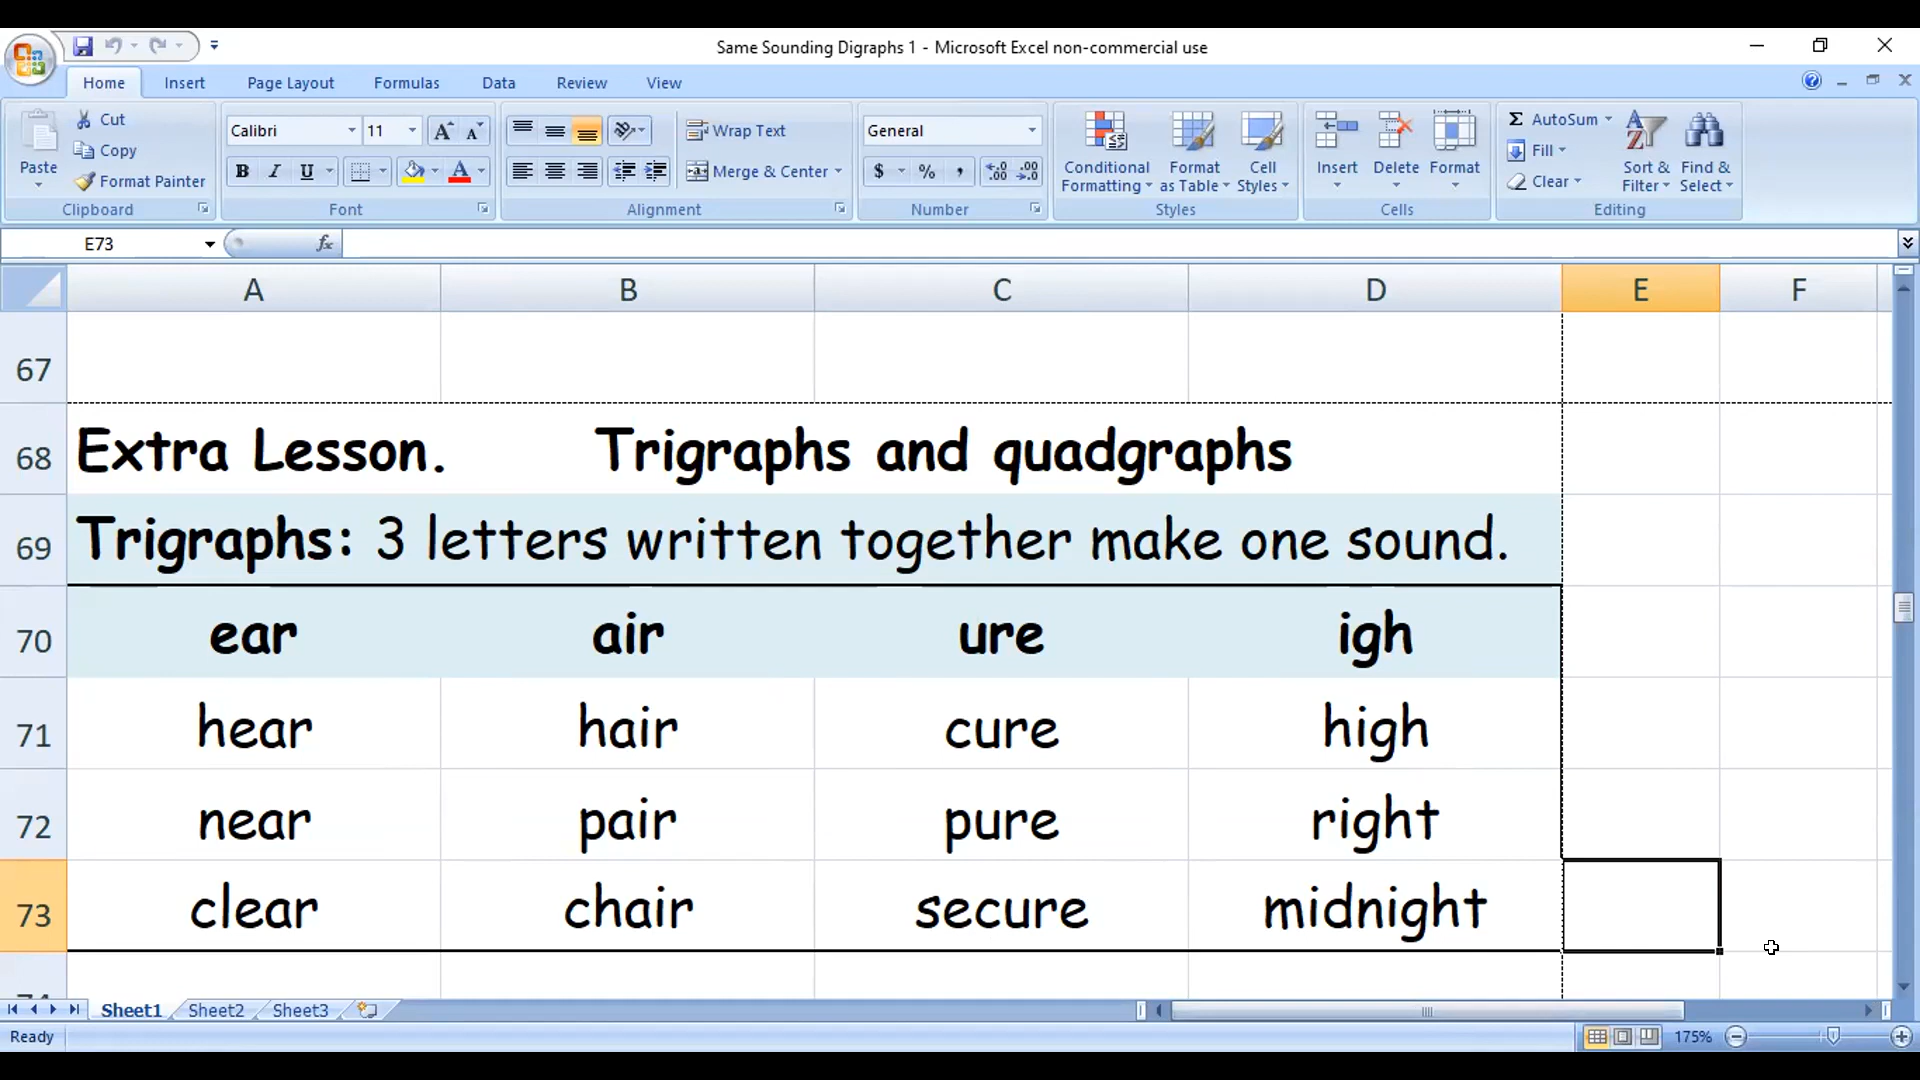 Same Sounding Digraphs 1 - Microsoft Excel non-commercial use
Home Insert Page Layout Formulas Data Review View
Paste Cut Copy Format Painter
Clipboard
Calibri 11 A A
B I U A
Font
Wrap Text
Merge & Center
Alignment
General
$ % , .00 .00
Number
Conditional Formatting Format as Table Cell Styles
Styles
Insert Delete Format
Cells
Σ AutoSum
Fill
Clear
Sort & Filter Find & Select
Editing
E73 fx
A B C D E F
67
68 Extra Lesson. Trigraphs and quadgraphs
69 Trigraphs: 3 letters written together make one sound.
70 ear air ure igh
71 hear hair cure high
72 near pair pure right
73 clear chair secure midnight
74
Sheet1 Sheet2 Sheet3
Ready 175%